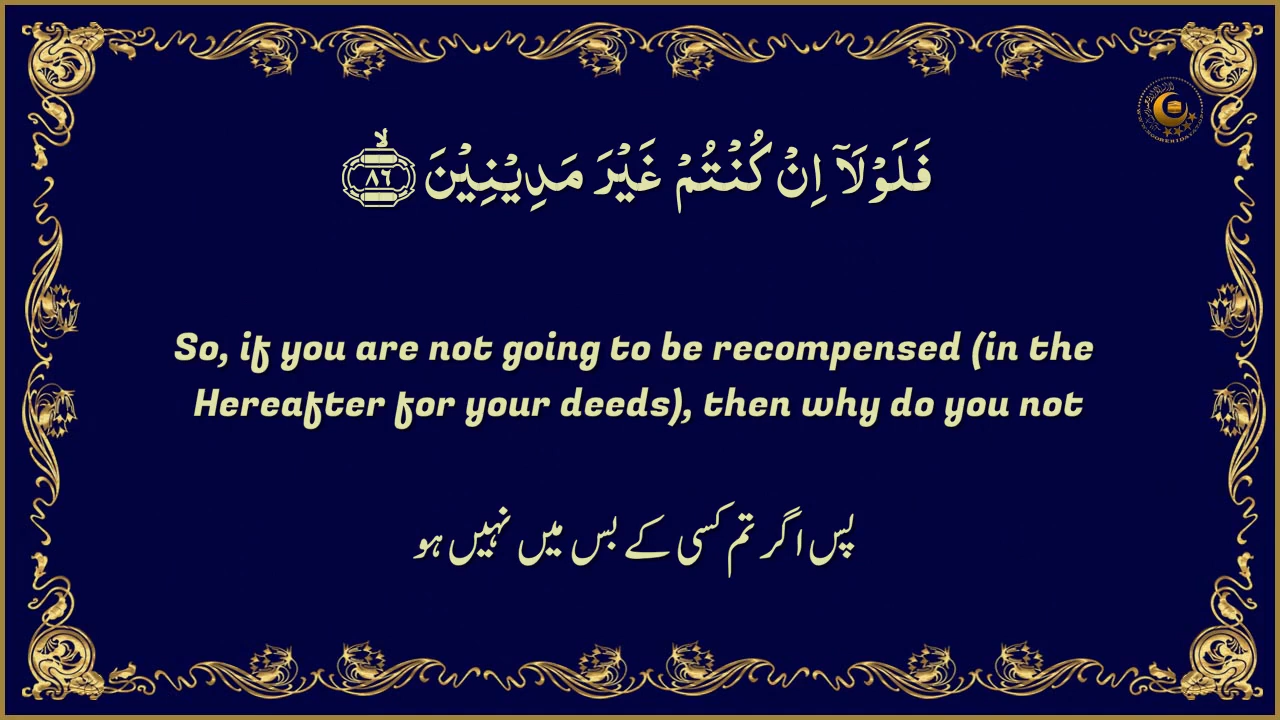 فَلَوْلَآ اِنْ كُنْتُمْ غَيْرَ مَدِيْنِيْنَ ۙ﴿٨٦﴾
So, if you are not going to be recompensed (in the
Hereafter for your deeds), then why do you not
پس اگر تم کسی کے بس میں نہیں ہو